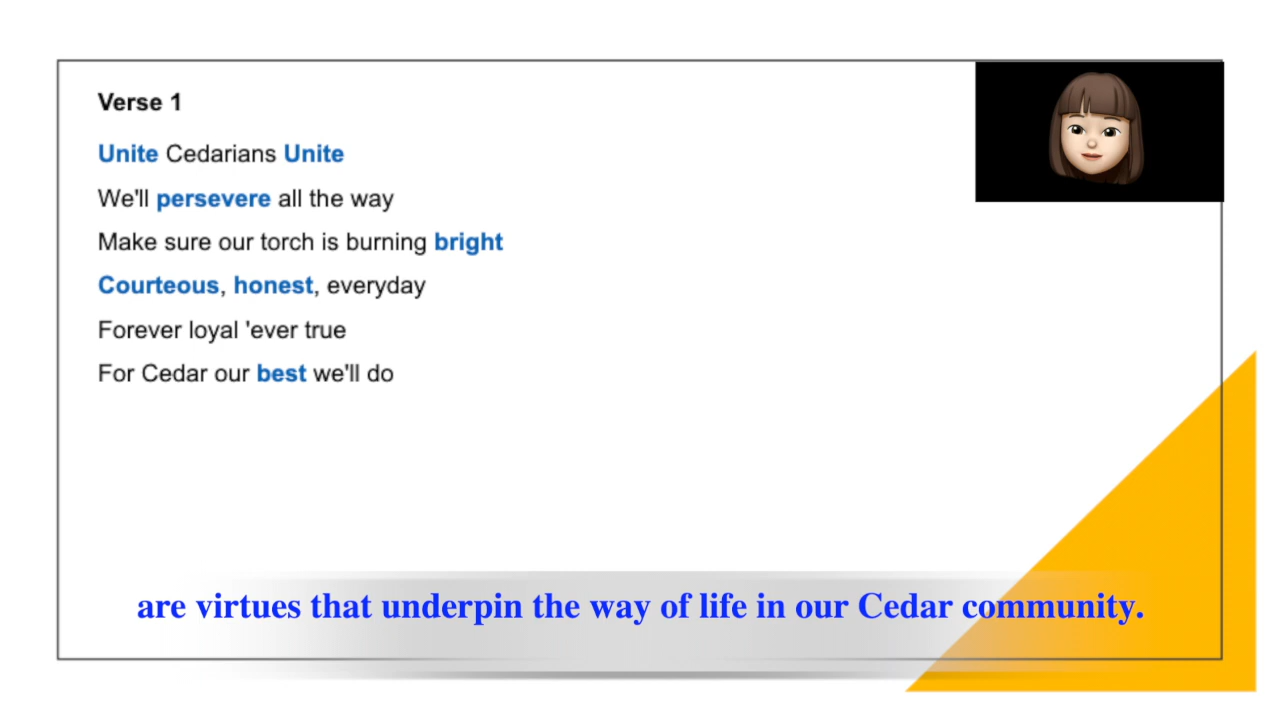 Verse 1
Unite Cedarians Unite
We'll persevere all the way
Make sure our torch is burning bright
Courteous, honest, everyday
Forever loyal 'ever true
For Cedar our best we'll do
are virtues that underpin the way of life in our Cedar community.